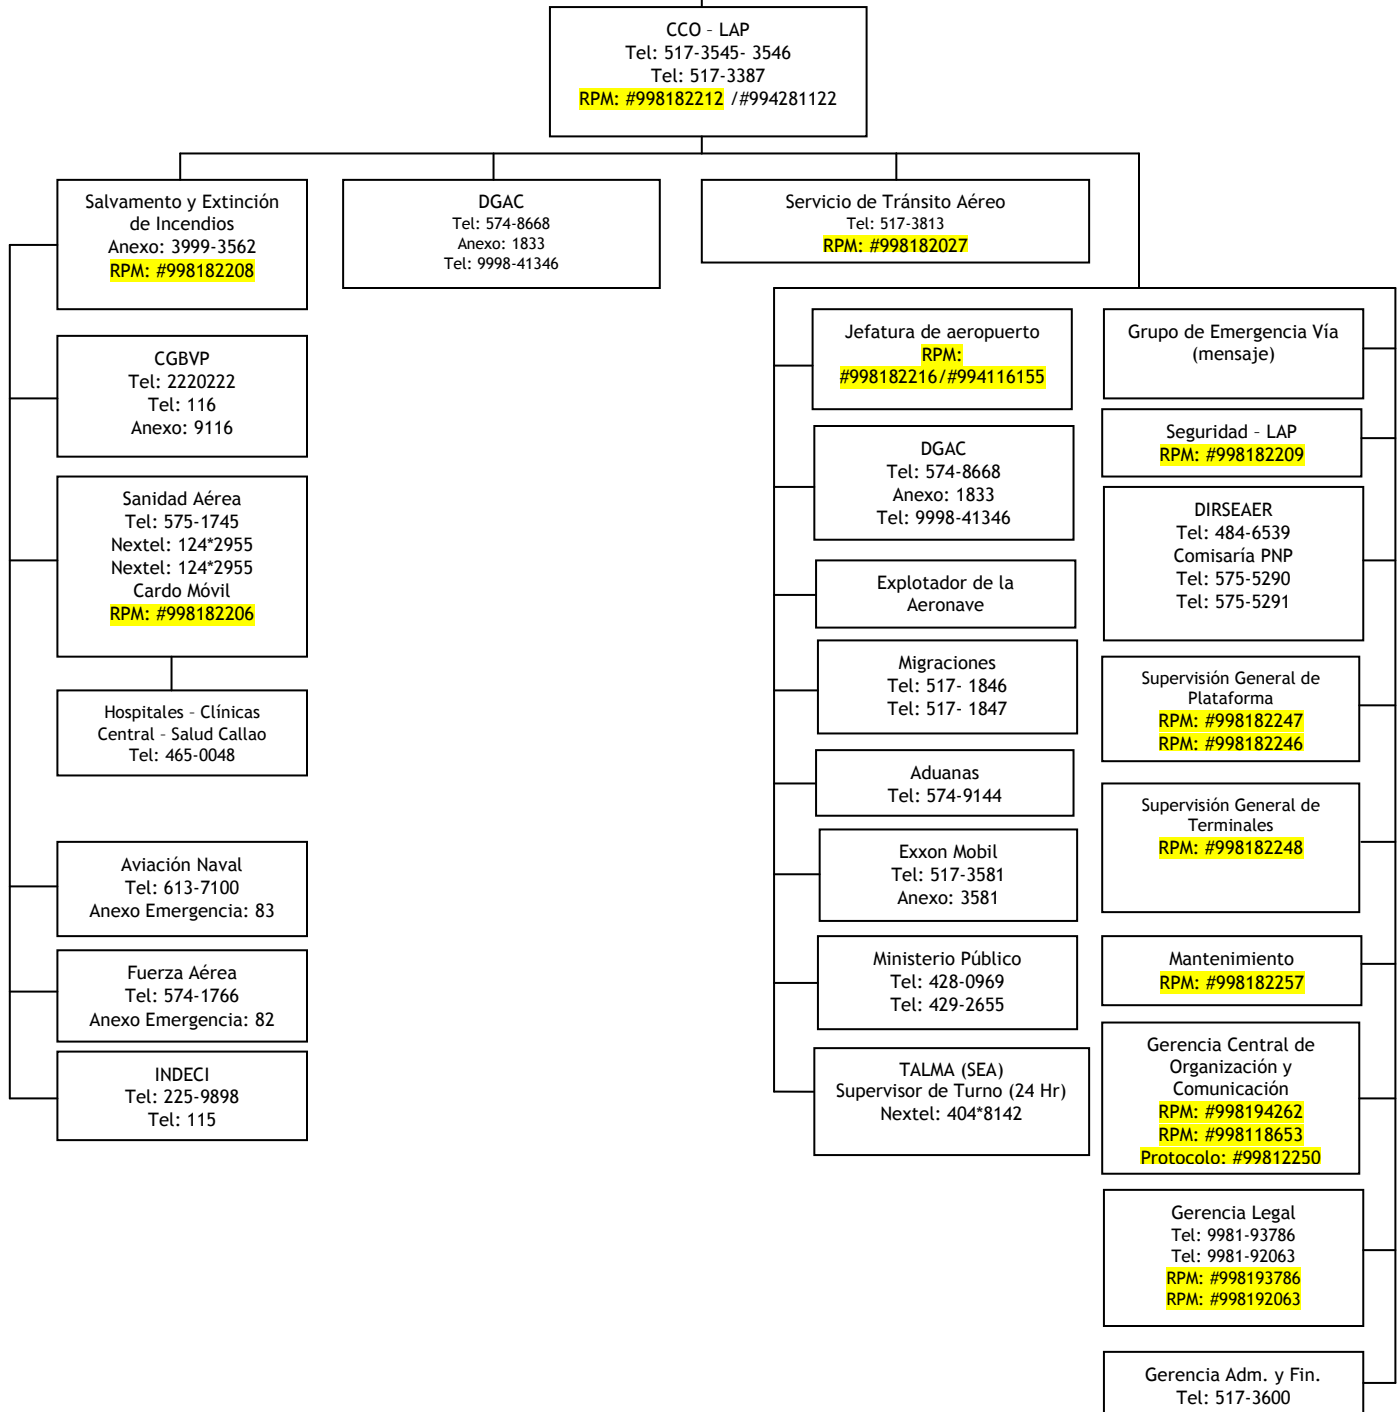 CCO – LAP
Tel: 517-3545- 3546
Tel: 517-3387
RPM: #998182212 /#994281122
Salvamento y Extinción
de Incendios
Anexo: 3999-3562
RPM: #998182208
DGAC
Tel: 574-8668
Anexo: 1833
Tel: 9998-41346
Servicio de Tránsito Aéreo
Tel: 517-3813
RPM: #998182027
CGBVP
Tel: 2220222
Tel: 116
Anexo: 9116
Sanidad Aérea
Tel: 575-1745
Nextel: 124*2955
Nextel: 124*2955
Cardo Móvil
RPM: #998182206
Hospitales – Clínicas
Central – Salud Callao
Tel: 465-0048
Aviación Naval
Tel: 613-7100
Anexo Emergencia: 83
Fuerza Aérea
Tel: 574-1766
Anexo Emergencia: 82
INDECI
Tel: 225-9898
Tel: 115
Jefatura de aeropuerto
RPM:
#998182216/#994116155
DGAC
Tel: 574-8668
Anexo: 1833
Tel: 9998-41346
Explotador de la
Aeronave
Migraciones
Tel: 517- 1846
Tel: 517- 1847
Aduanas
Tel: 574-9144
Exxon Mobil
Tel: 517-3581
Anexo: 3581
Ministerio Público
Tel: 428-0969
Tel: 429-2655
TALMA (SEA)
Supervisor de Turno (24 Hr)
Nextel: 404*8142
Grupo de Emergencia Vía
(mensaje)
Seguridad – LAP
RPM: #998182209
DIRSEAER
Tel: 484-6539
Comisaría PNP
Tel: 575-5290
Tel: 575-5291
Supervisión General de
Plataforma
RPM: #998182247
RPM: #998182246
Supervisión General de
Terminales
RPM: #998182248
Mantenimiento
RPM: #998182257
Gerencia Central de
Organización y
Comunicación
RPM: #998194262
RPM: #998118653
Protocolo: #99812250
Gerencia Legal
Tel: 9981-93786
Tel: 9981-92063
RPM: #998193786
RPM: #998192063
Gerencia Adm. y Fin.
Tel: 517-3600